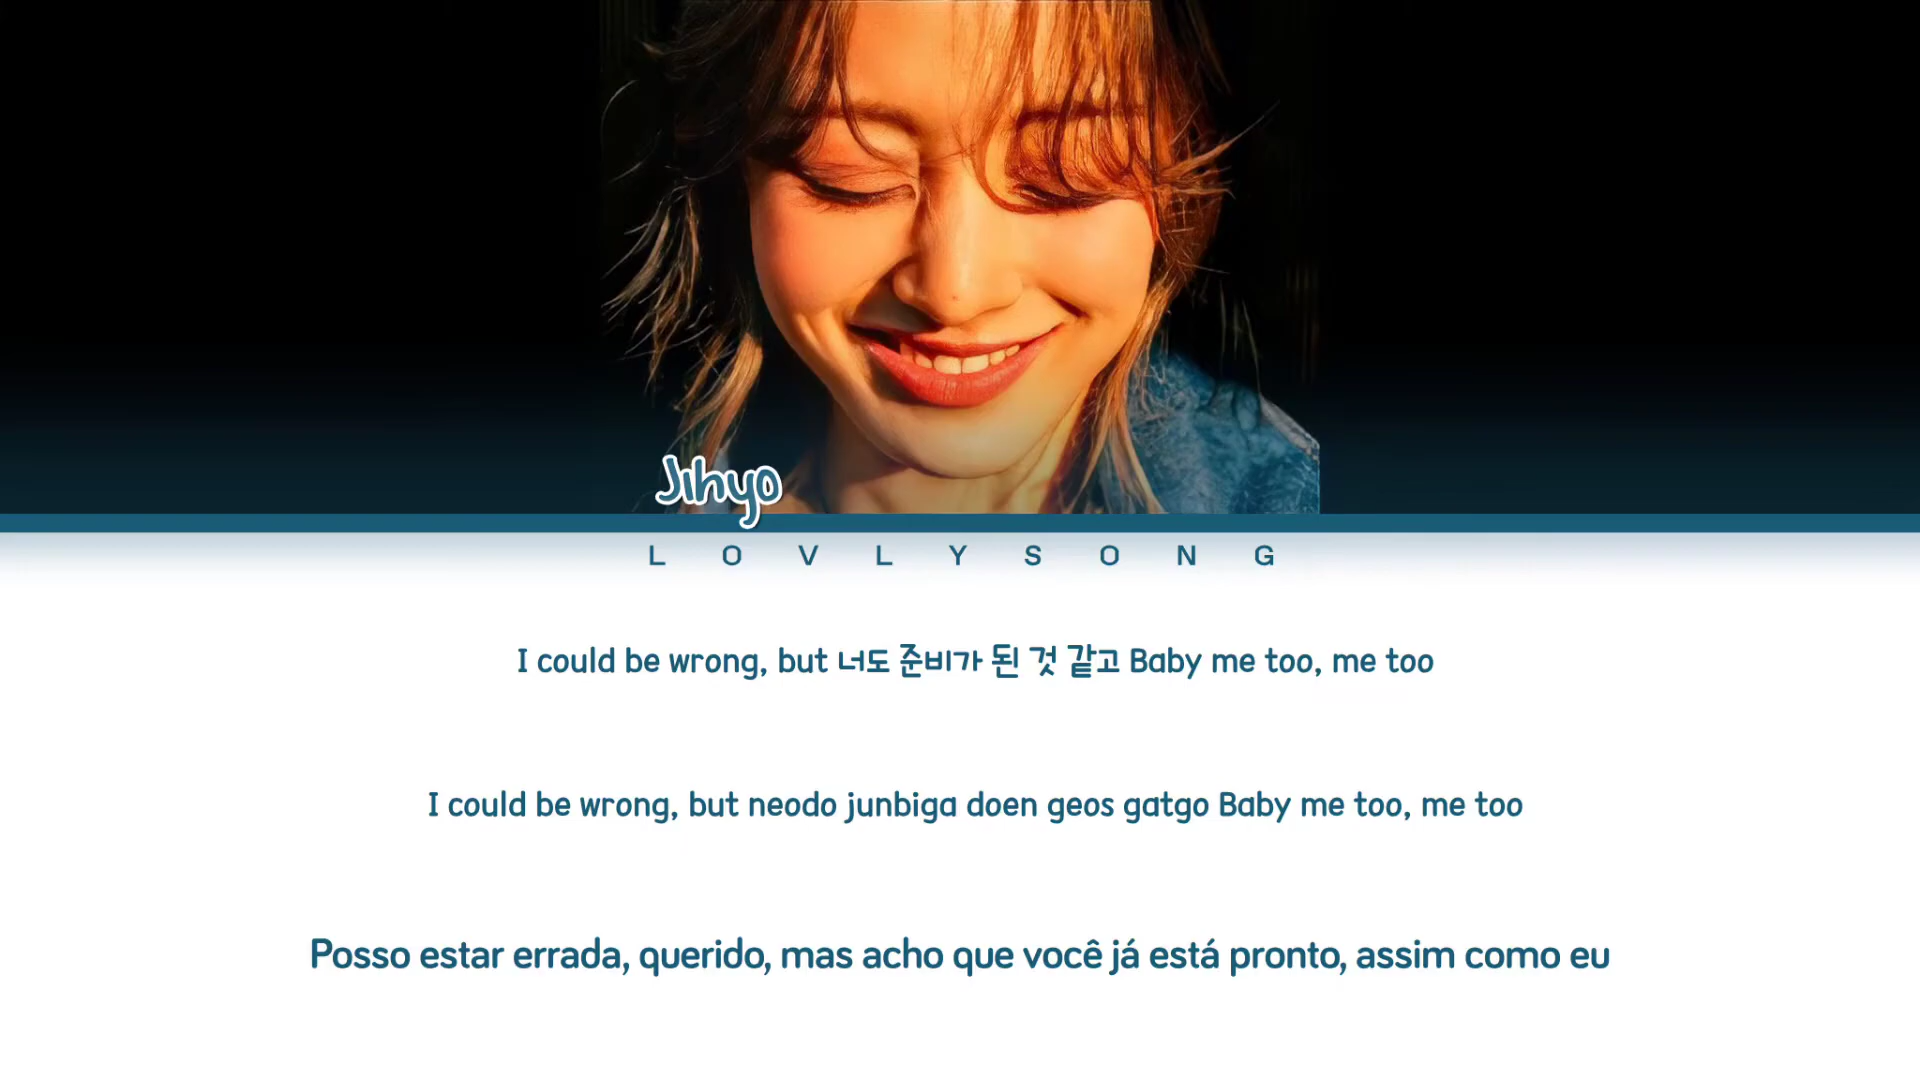 Jihyo
LOVLYSONG
I could be wrong, but 너도 준비가 된 것 같고 Baby me too, me too
I could be wrong, but neodo junbiga doen geos gatgo Baby me too, me too
Posso estar errada, querido, mas acho que você já está pronto, assim como eu